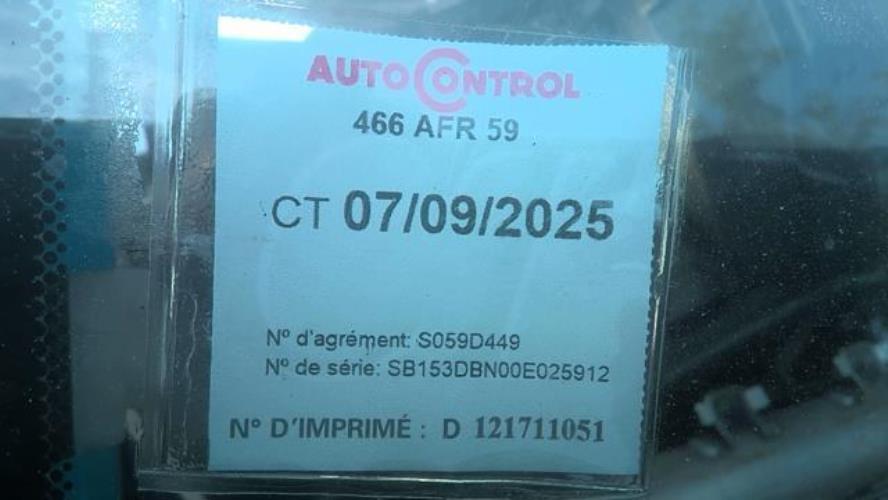 AUTOCONTROL
466 AFR 59
CT 07/09/2025
N° d'agrément: S059D449
N° de série: SB153DBN00E025912
N° D'IMPRIMÉ : D 121711051